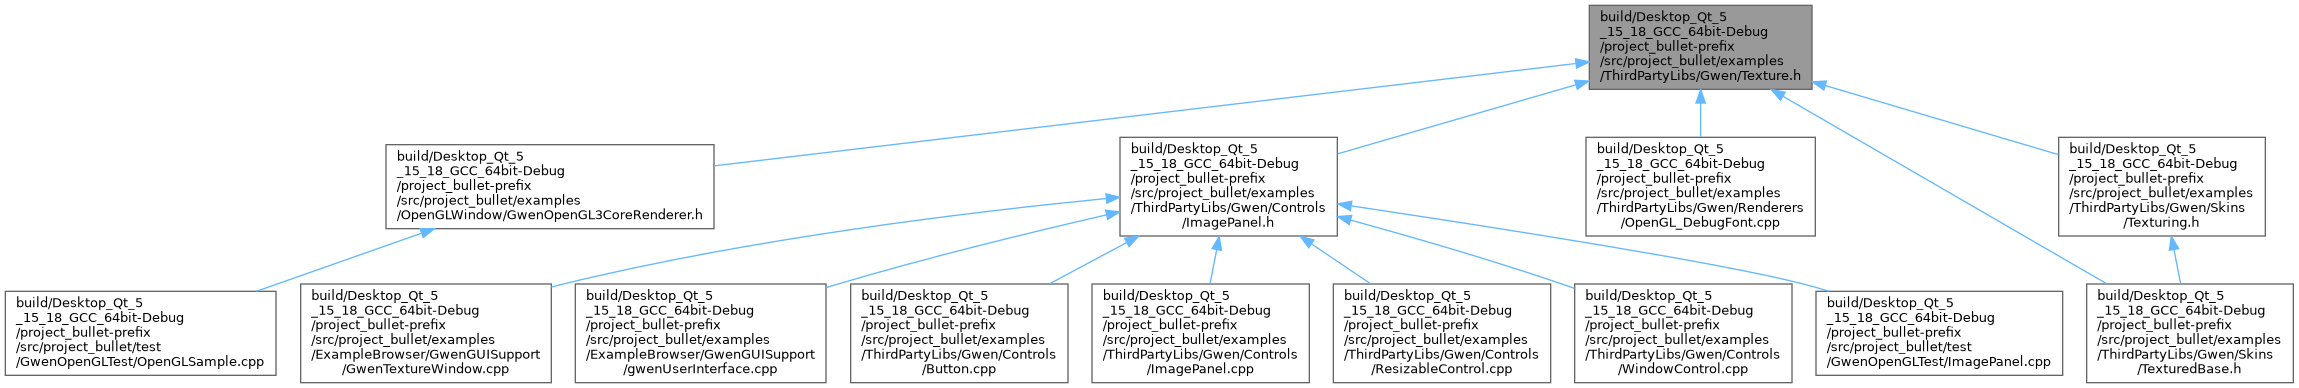 build/Desktop_Qt_5
_15_18_GCC_64bit-Debug
/project_bullet-prefix
/src/project_bullet/examples
/ThirdPartyLibs/Gwen/Texture.h
build/Desktop_Qt_5
_15_18_GCC_64bit-Debug
/project_bullet-prefix
/src/project_bullet/examples
/OpenGLWindow/GwenOpenGL3CoreRenderer.h
build/Desktop_Qt_5
_15_18_GCC_64bit-Debug
/project_bullet-prefix
/src/project_bullet/examples
/ThirdPartyLibs/Gwen/Controls
/ImagePanel.h
build/Desktop_Qt_5
_15_18_GCC_64bit-Debug
/project_bullet-prefix
/src/project_bullet/examples
/ThirdPartyLibs/Gwen/Renderers
/OpenGL_DebugFont.cpp
build/Desktop_Qt_5
_15_18_GCC_64bit-Debug
/project_bullet-prefix
/src/project_bullet/examples
/ThirdPartyLibs/Gwen/Skins
/Texturing.h
build/Desktop_Qt_5
_15_18_GCC_64bit-Debug
/project_bullet-prefix
/src/project_bullet/test
/GwenOpenGLTest/OpenGLSample.cpp
build/Desktop_Qt_5
_15_18_GCC_64bit-Debug
/project_bullet-prefix
/src/project_bullet/examples
/ExampleBrowser/GwenGUISupport
/GwenTextureWindow.cpp
build/Desktop_Qt_5
_15_18_GCC_64bit-Debug
/project_bullet-prefix
/src/project_bullet/examples
/ExampleBrowser/GwenGUISupport
/gwenUserInterface.cpp
build/Desktop_Qt_5
_15_18_GCC_64bit-Debug
/project_bullet-prefix
/src/project_bullet/examples
/ThirdPartyLibs/Gwen/Controls
/Button.cpp
build/Desktop_Qt_5
_15_18_GCC_64bit-Debug
/project_bullet-prefix
/src/project_bullet/examples
/ThirdPartyLibs/Gwen/Controls
/ImagePanel.cpp
build/Desktop_Qt_5
_15_18_GCC_64bit-Debug
/project_bullet-prefix
/src/project_bullet/examples
/ThirdPartyLibs/Gwen/Controls
/ResizableControl.cpp
build/Desktop_Qt_5
_15_18_GCC_64bit-Debug
/project_bullet-prefix
/src/project_bullet/examples
/ThirdPartyLibs/Gwen/Controls
/WindowControl.cpp
build/Desktop_Qt_5
_15_18_GCC_64bit-Debug
/project_bullet-prefix
/src/project_bullet/test
/GwenOpenGLTest/ImagePanel.cpp
build/Desktop_Qt_5
_15_18_GCC_64bit-Debug
/project_bullet-prefix
/src/project_bullet/examples
/ThirdPartyLibs/Gwen/Skins
/TexturedBase.h